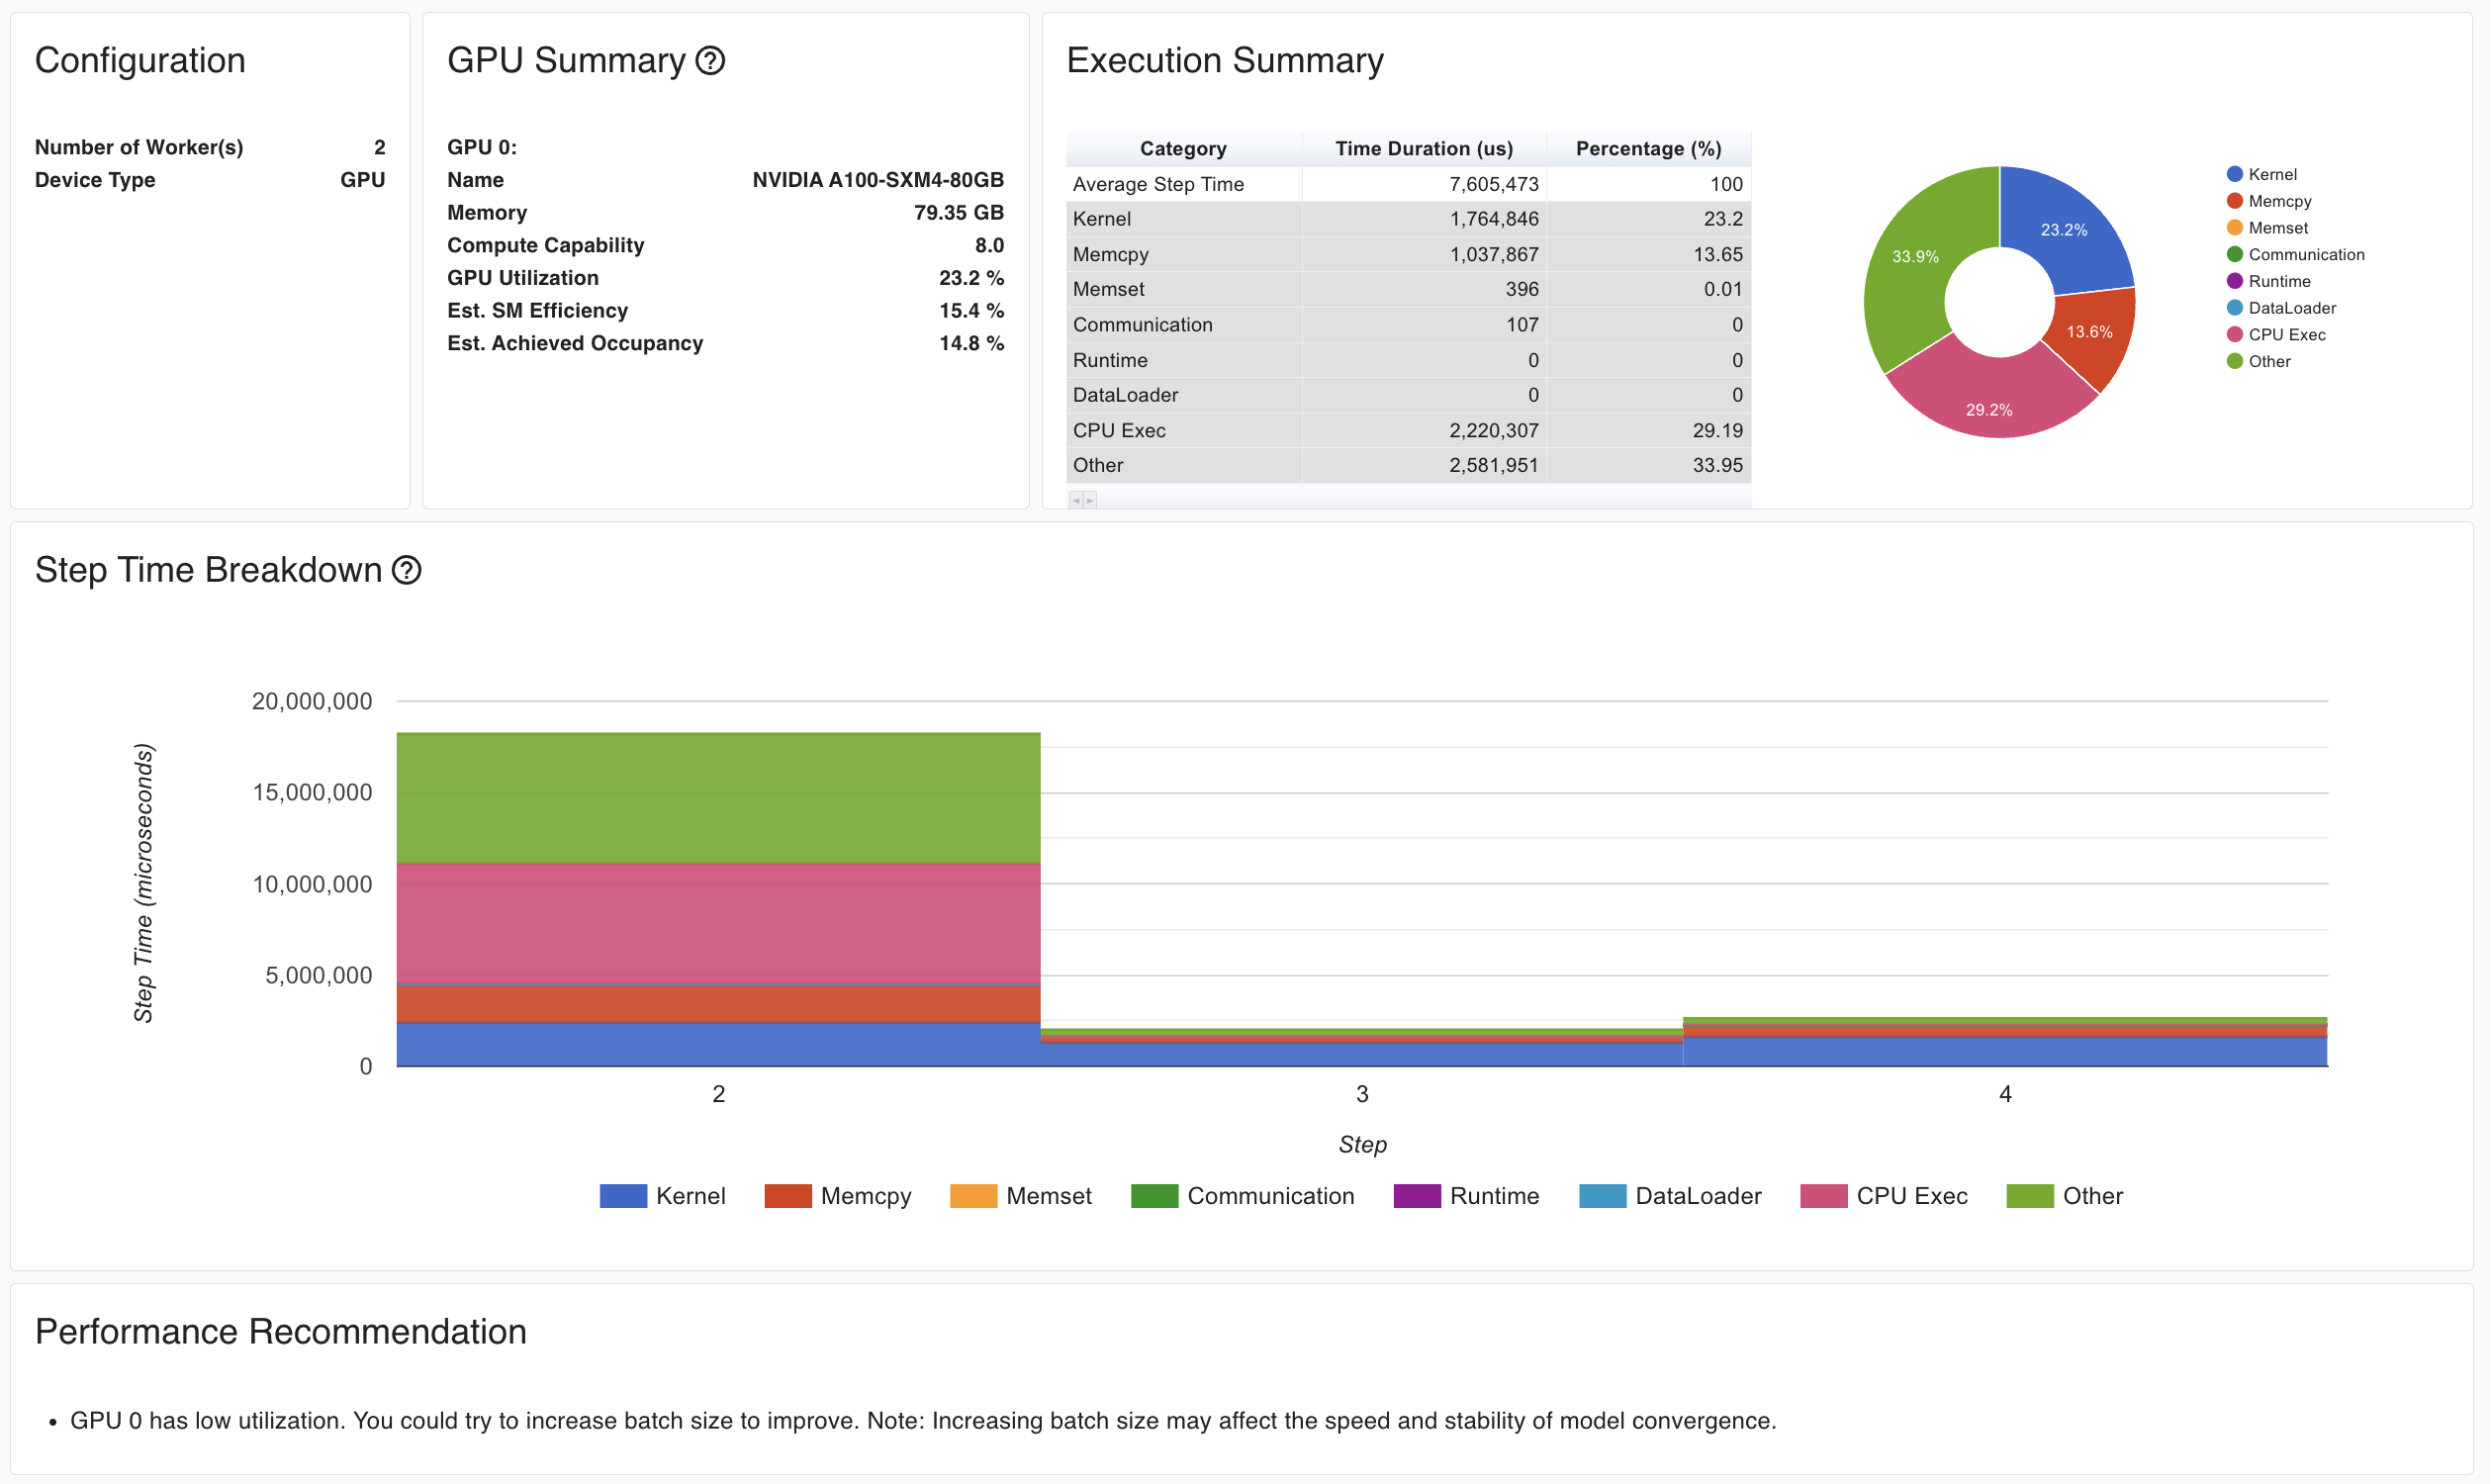 Configuration
Number of Worker(s) 2
Device Type GPU
GPU Summary ?
GPU 0:
Name NVIDIA A100-SXM4-80GB
Memory 79.35 GB
Compute Capability 8.0
GPU Utilization 23.2 %
Est. SM Efficiency 15.4 %
Est. Achieved Occupancy 14.8 %
Execution Summary
Category Time Duration (us) Percentage (%)
Average Step Time 7,605,473 100
Kernel 1,764,846 23.2
Memcpy 1,037,867 13.65
Memset 396 0.01
Communication 107 0
Runtime 0 0
DataLoader 0 0
CPU Exec 2,220,307 29.19
Other 2,581,951 33.95
23.2%
33.9%
13.6%
29.2%
Kernel
Memcpy
Memset
Communication
Runtime
DataLoader
CPU Exec
Other
Step Time Breakdown ?
Step Time (microseconds)
20,000,000
15,000,000
10,000,000
5,000,000
0
2 3 4
Step
Kernel Memcpy Memset Communication Runtime DataLoader CPU Exec Other
Performance Recommendation
• GPU 0 has low utilization. You could try to increase batch size to improve. Note: Increasing batch size may affect the speed and stability of model convergence.